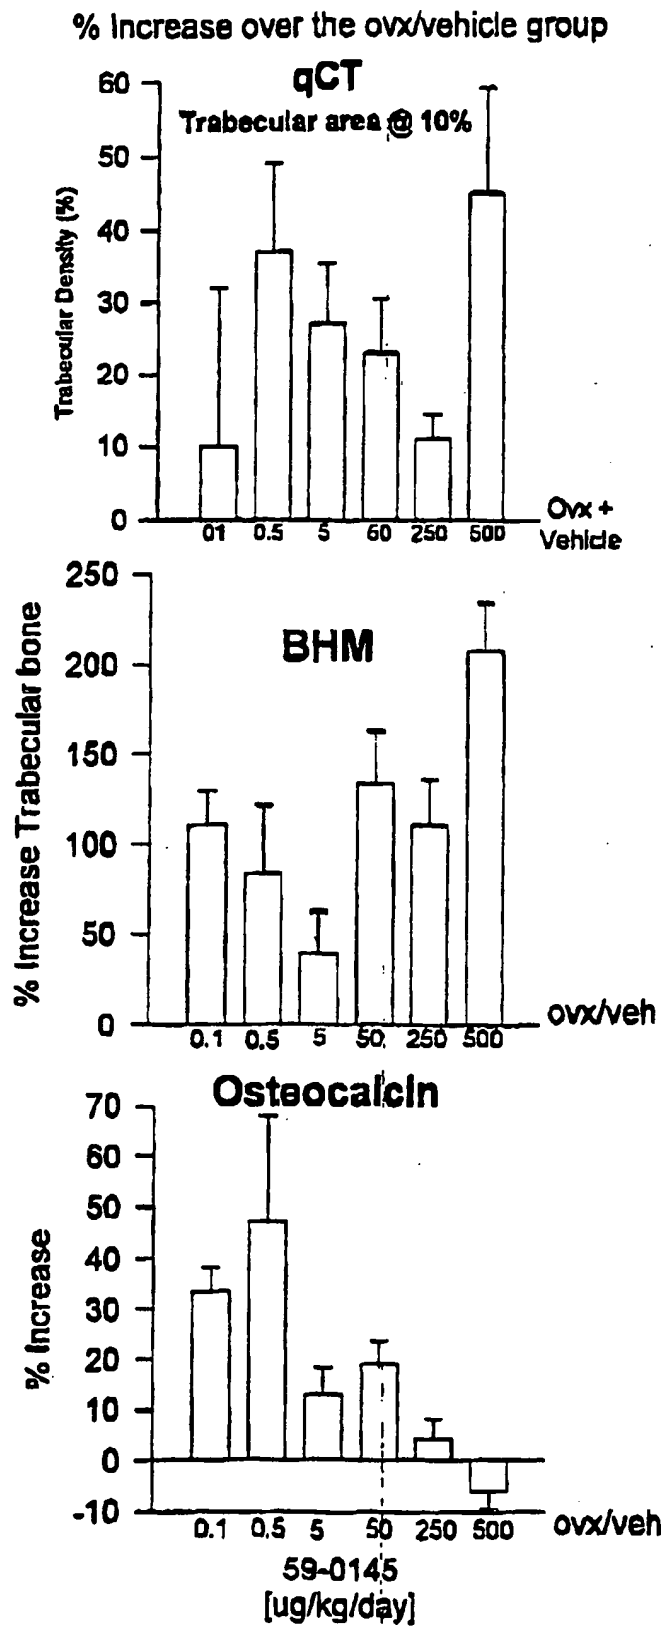 % Increase over the ovx/vehicle group
qCT
Trabecular area @ 10%
Trabecular Density (%)
60
50
40
30
20
10
0
01 0.5 5 60 250 500
Ovx +
Vehicle
BHM
% Increase Trabecular bone
250
200
150
100
50
0
0.1 0.5 5 50 250 500
ovx/veh
Osteocalcin
% Increase
70
60
50
40
30
20
10
0
-10
0.1 0.5 5 50 250 500
ovx/veh
59-0145
[ug/kg/day]